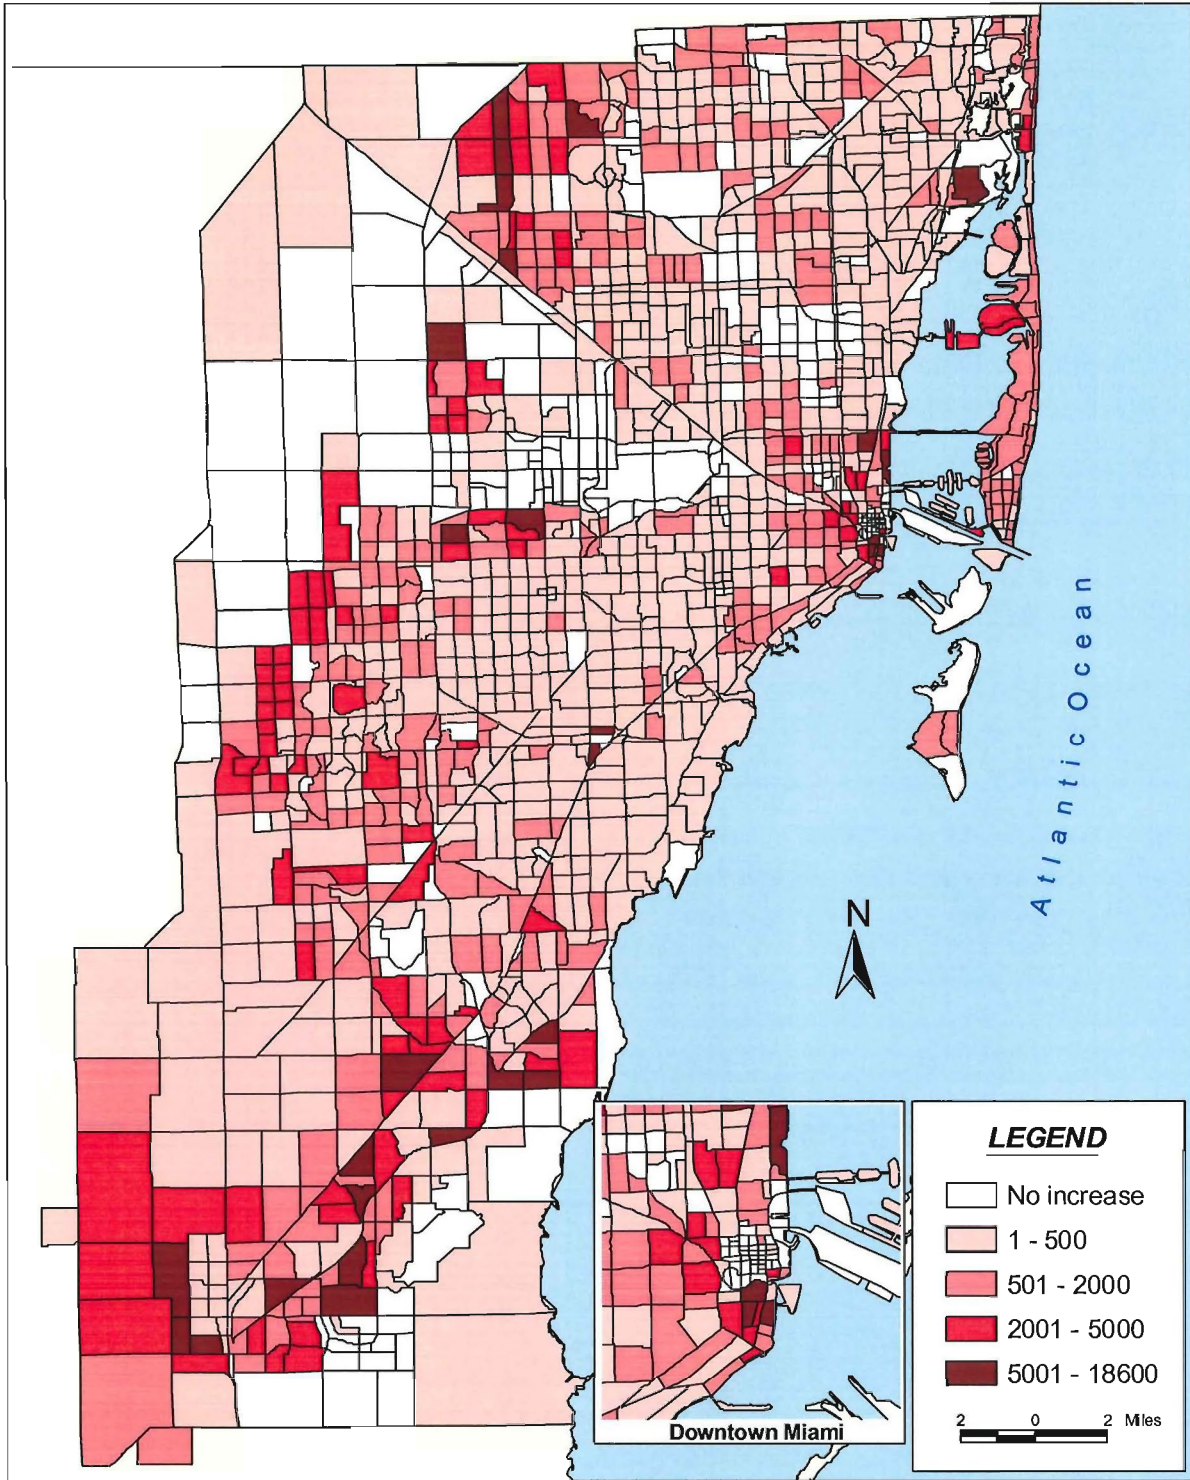 Atlantic Ocean
N
LEGEND
No increase
1 - 500
501 - 2000
2001 - 5000
5001 - 18600
2 0 2 Miles
Downtown Miami